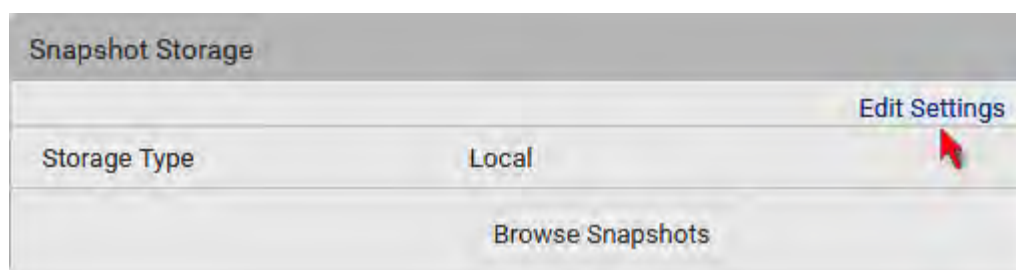 Snapshot Storage
Edit Settings
Storage Type Local
Browse Snapshots